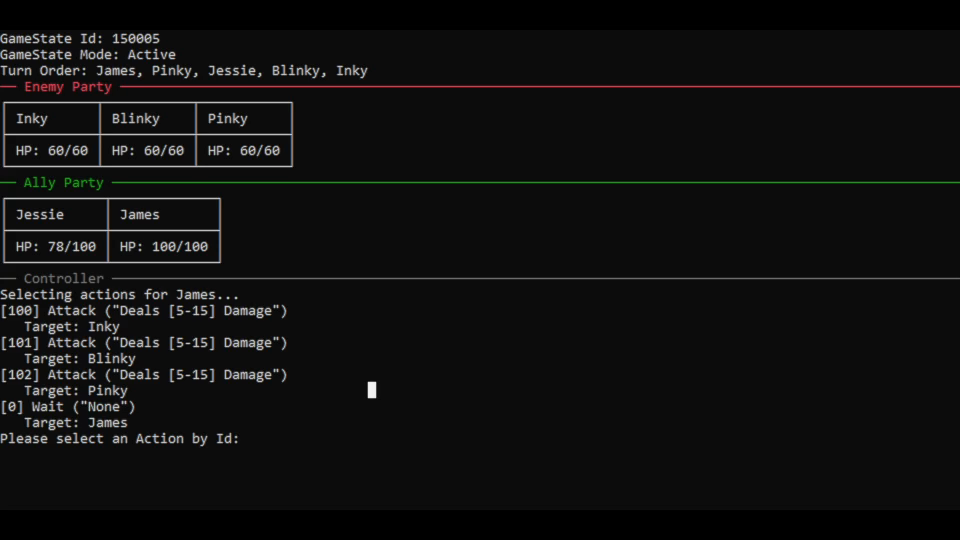 GameState Id: 150005
GameState Mode: Active
Turn Order: James, Pinky, Jessie, Blinky, Inky
Enemy Party
Inky Blinky Pinky
HP: 60/60 HP: 60/60 HP: 60/60
Ally Party
Jessie James
HP: 78/100 HP: 100/100
Controller
Selecting actions for James...
[100] Attack ("Deals [5-15] Damage")
Target: Inky
[101] Attack ("Deals [5-15] Damage")
Target: Blinky
[102] Attack ("Deals [5-15] Damage")
Target: Pinky
[0] Wait ("None")
Target: James
Please select an Action by Id: